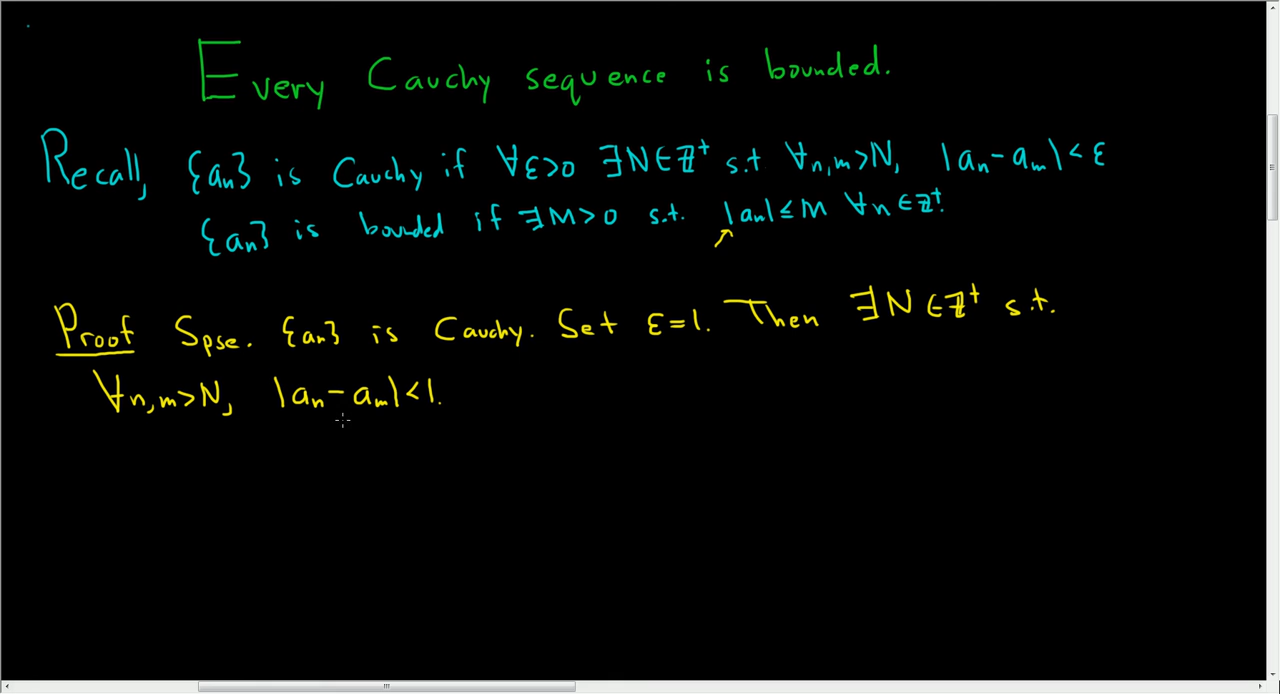 Every Cauchy sequence is bounded.
Recall, {aₙ} is Cauchy if ∀ε>0 ∃N∈ℤ⁺ s.t ∀n,m>N, |aₙ-aₘ|<ε
{aₙ} is bounded if ∃M>0 s.t. |aₙ|≤M ∀n∈ℤ⁺.
Proof Spse. {aₙ} is Cauchy. Set ε=1. Then ∃N∈ℤ⁺ s.t.
∀n,m>N, |aₙ-aₘ|<1.